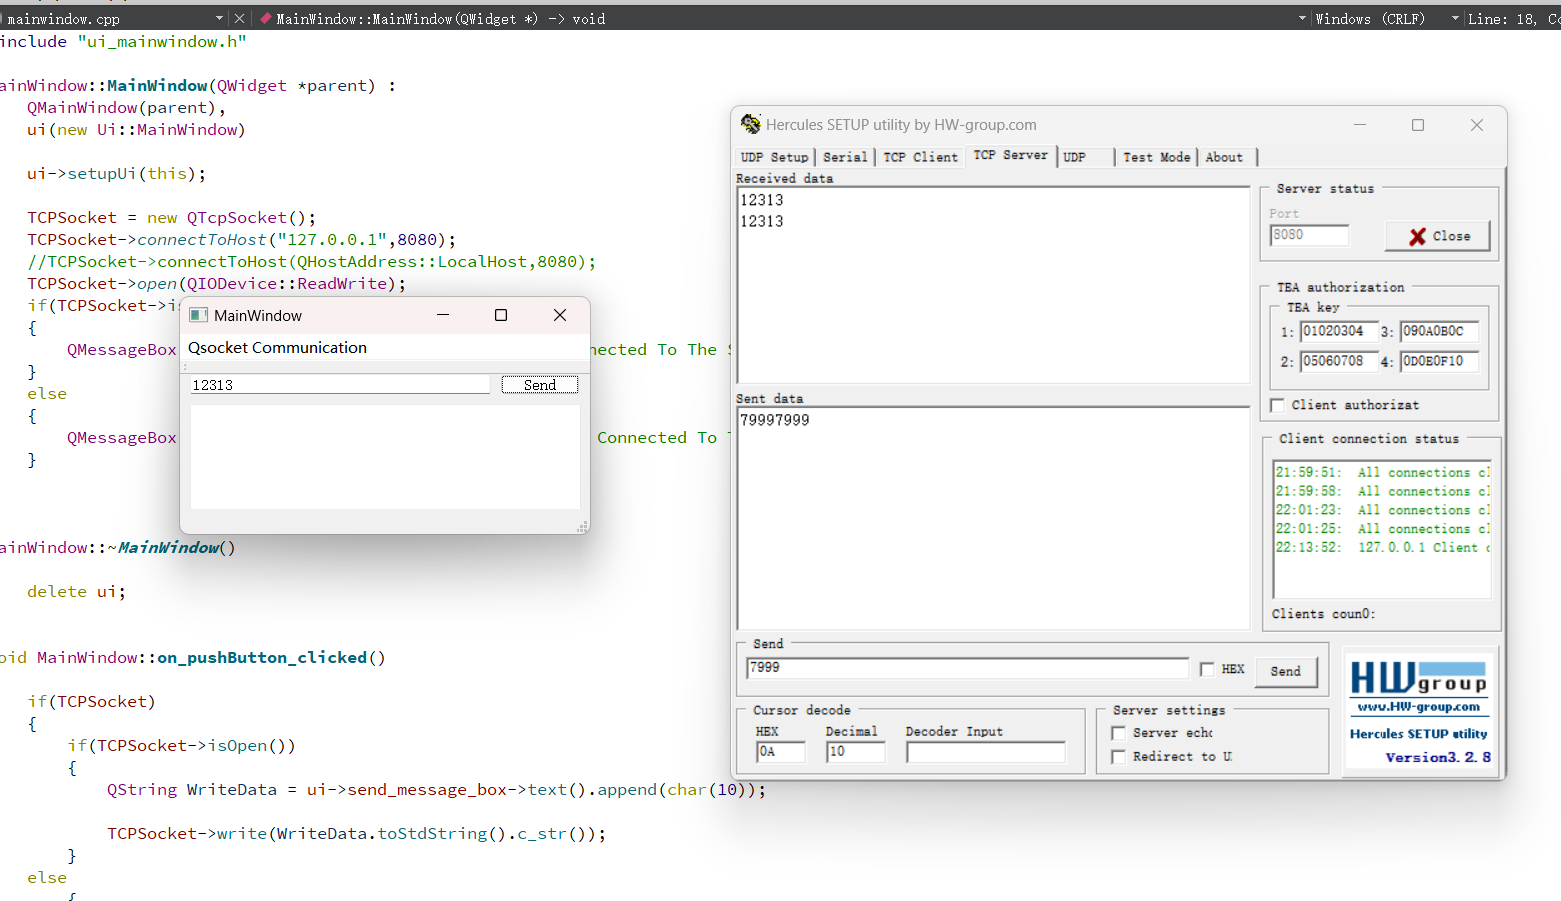 mainwindow.cpp
MainWindow::MainWindow(QWidget *) -> void
Windows (CRLF)
Line: 18, Co
include "ui_mainwindow.h"
ainWindow::MainWindow(QWidget *parent) :
QMainWindow(parent),
ui(new Ui::MainWindow)
ui->setupUi(this);
TCPSocket = new QTcpSocket();
TCPSocket->connectToHost("127.0.0.1",8080);
//TCPSocket->connectToHost(QHostAddress::LocalHost,8080);
TCPSocket->open(QIODevice::ReadWrite);
if(TCPSocket->is
{
QMessageBox
nected To The S
}
else
{
QMessageBox
Connected To T
}
ainWindow::~MainWindow()
delete ui;
oid MainWindow::on_pushButton_clicked()
if(TCPSocket)
{
if(TCPSocket->isOpen())
{
QString WriteData = ui->send_message_box->text().append(char(10));
TCPSocket->write(WriteData.toStdString().c_str());
}
else
{
MainWindow
Qsocket Communication
12313
Send
Hercules SETUP utility by HW-group.com
UDP Setup
Serial
TCP Client
TCP Server
UDP
Test Mode
About
Received data
12313
12313
Sent data
79997999
Send
7999
HEX
Send
Cursor decode
HEX
Decimal
Decoder Input
0A
10
Server settings
Server echo
Redirect to U
Server status
Port
8080
Close
TEA authorization
TEA key
1: 01020304 3: 090A0B0C
2: 05060708 4: 0D0E0F10
Client authorizat
Client connection status
21:59:51: All connections cl
21:59:58: All connections cl
22:01:23: All connections cl
22:01:25: All connections cl
22:13:52: 127.0.0.1 Client c
Clients coun0:
HWgroup
www.HW-group.com
Hercules SETUP utility
Version3.2.8